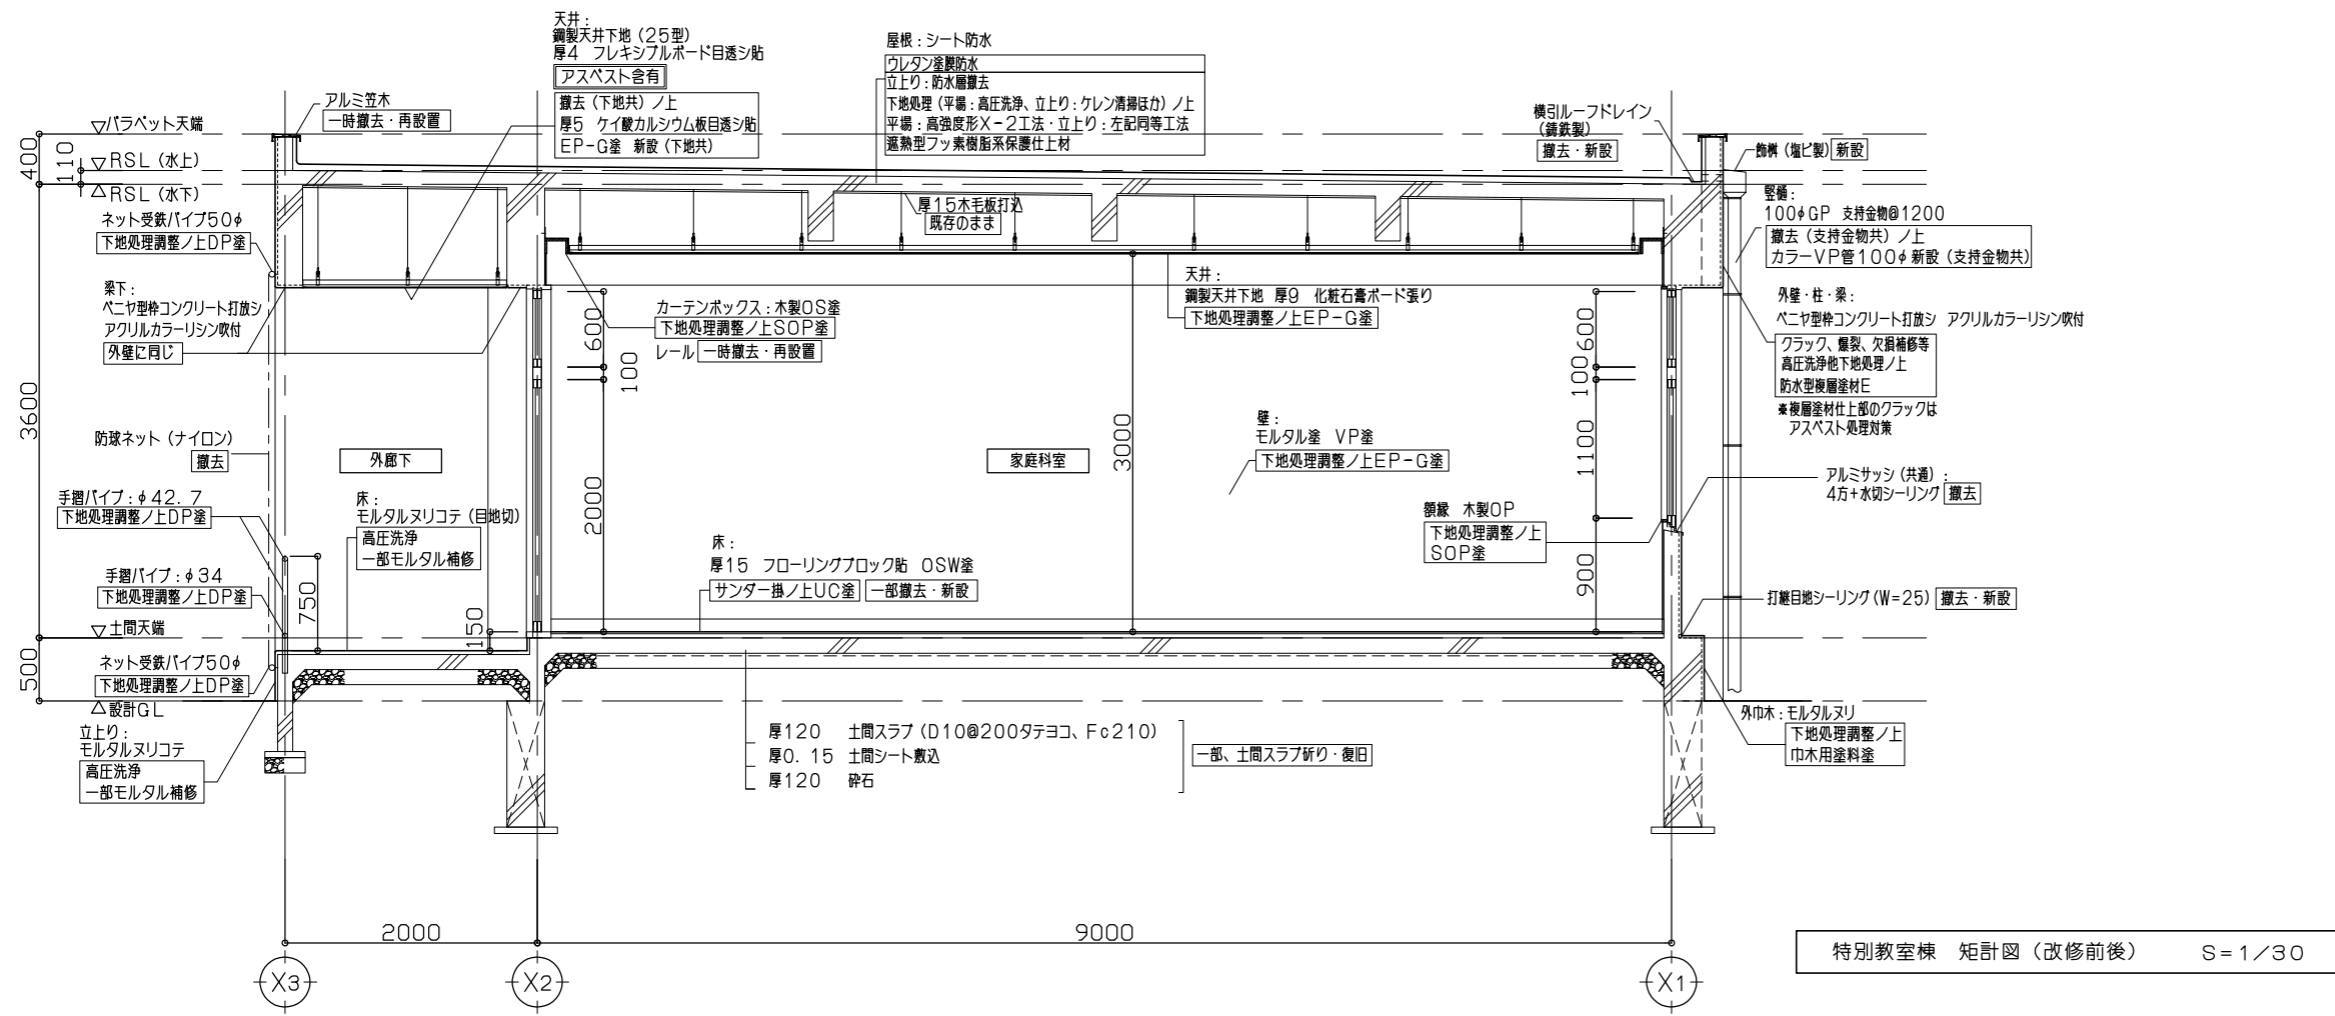 天井：
鋼製天井下地（25型）
厚4　フレキシブルボード目透シ貼
アスベスト含有
撤去（下地共）ノ上
厚5　ケイ酸カルシウム板目透シ貼
EP-G塗　新設（下地共）
屋根：シート防水
ウレタン塗膜防水
立上り：防水層撤去
下地処理（平場：高圧洗浄、立上り：ケレン清掃ほか）ノ上
平場：高強度形X-2工法・立上り：左記同等工法
遮熱型フッ素樹脂系保護仕上材
アルミ笠木
一時撤去・再設置
横引ルーフドレイン
（鋳鉄製）
撤去・新設
飾桝（塩ビ製） 新設
▽パラペット天端
▽RSL（水上）
△RSL（水下）
400
110
3600
500
ネット受鉄パイプ50φ
下地処理調整ノ上DP塗
厚15木毛板打込
既存のまま
竪樋：
100φGP　支持金物@1200
撤去（支持金物共）ノ上
カラーVP管100φ新設（支持金物共）
梁下：
ベニヤ型枠コンクリート打放シ
アクリルカラーリシン吹付
外壁に同じ
カーテンボックス：木製OS塗
下地処理調整ノ上SOP塗
レール 一時撤去・再設置
天井：
鋼製天井下地　厚9　化粧石膏ボード張り
下地処理調整ノ上EP-G塗
外壁・柱・梁：
ベニヤ型枠コンクリート打放シ　アクリルカラーリシン吹付
クラック、爆裂、欠損補修等
高圧洗浄他下地処理ノ上
防水型複層塗材E
※複層塗材仕上部のクラックは
アスベスト処理対策
600
100
2000
3000
600
100
1100
900
防球ネット（ナイロン）
撤去
外廊下
家庭科室
壁：
モルタル塗　VP塗
下地処理調整ノ上EP-G塗
アルミサッシ（共通）：
4方+水切シーリング 撤去
手摺パイプ：φ42.7
下地処理調整ノ上DP塗
床：
モルタルヌリコテ（目地切）
高圧洗浄
一部モルタル補修
額縁　木製OP
下地処理調整ノ上
SOP塗
床：
厚15　フローリングブロック貼　OSW塗
サンダー掛ノ上UC塗 一部撤去・新設
手摺パイプ：φ34
下地処理調整ノ上DP塗
750
150
打継目地シーリング（W=25） 撤去・新設
▽土間天端
ネット受鉄パイプ50φ
下地処理調整ノ上DP塗
△設計GL
立上り：
モルタルヌリコテ
高圧洗浄
一部モルタル補修
厚120　土間スラブ（D10@200タテヨコ、Fc210）
厚0.15　土間シート敷込
厚120　砕石
一部、土間スラブ斫り・復旧
外巾木：モルタルヌリ
下地処理調整ノ上
巾木用塗料塗
2000
9000
X3
X2
X1
特別教室棟　矩計図（改修前後）　S=1/30